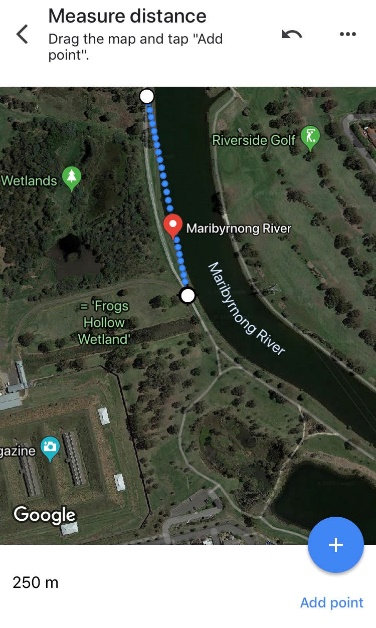 Measure distance
Drag the map and tap "Add
point".
Riverside Golf
Wetlands
Maribyrnong River
Maribyrnong River
= 'Frogs
Hollow
Wetland'
gazine
Google
250 m
Add point